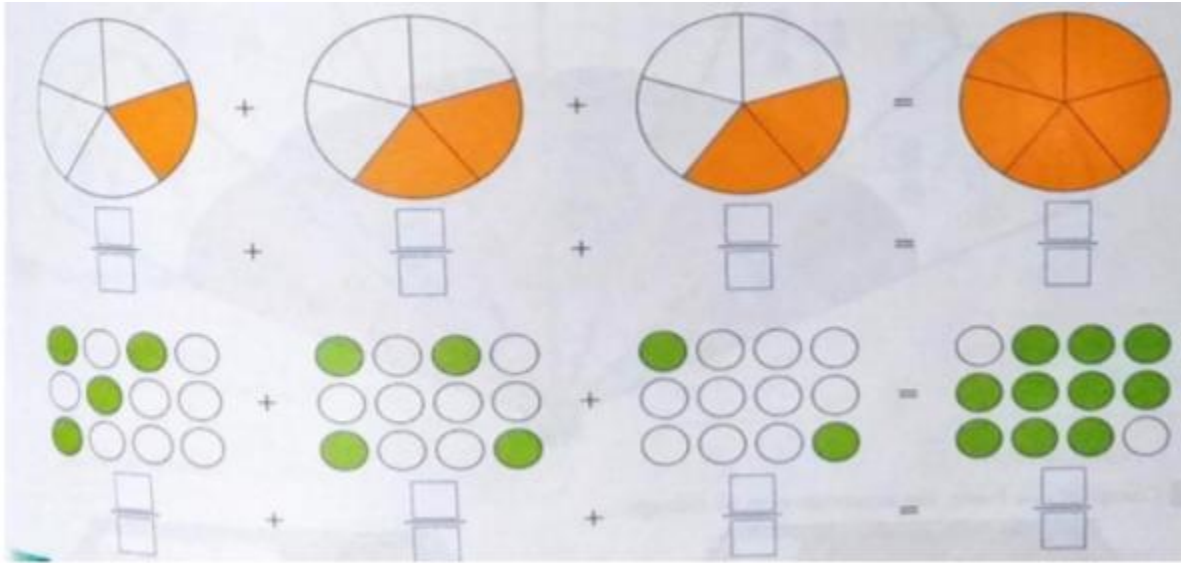 + + =
+ + =
+ + =
+ + =